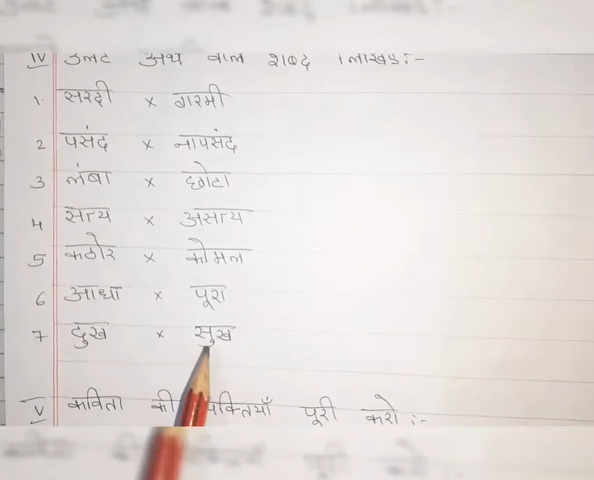 IV उलट अथ वाल शब्द लिखिए :-
1 सरदी × गरमी
2 पसंद × नापसंद
3 लंबा × छोटा
4 सत्य × असत्य
5 कठोर × कोमल
6 आधा × पूरा
7 दुख × सुख
V कविता की पंक्तियाँ पूरी करो :-